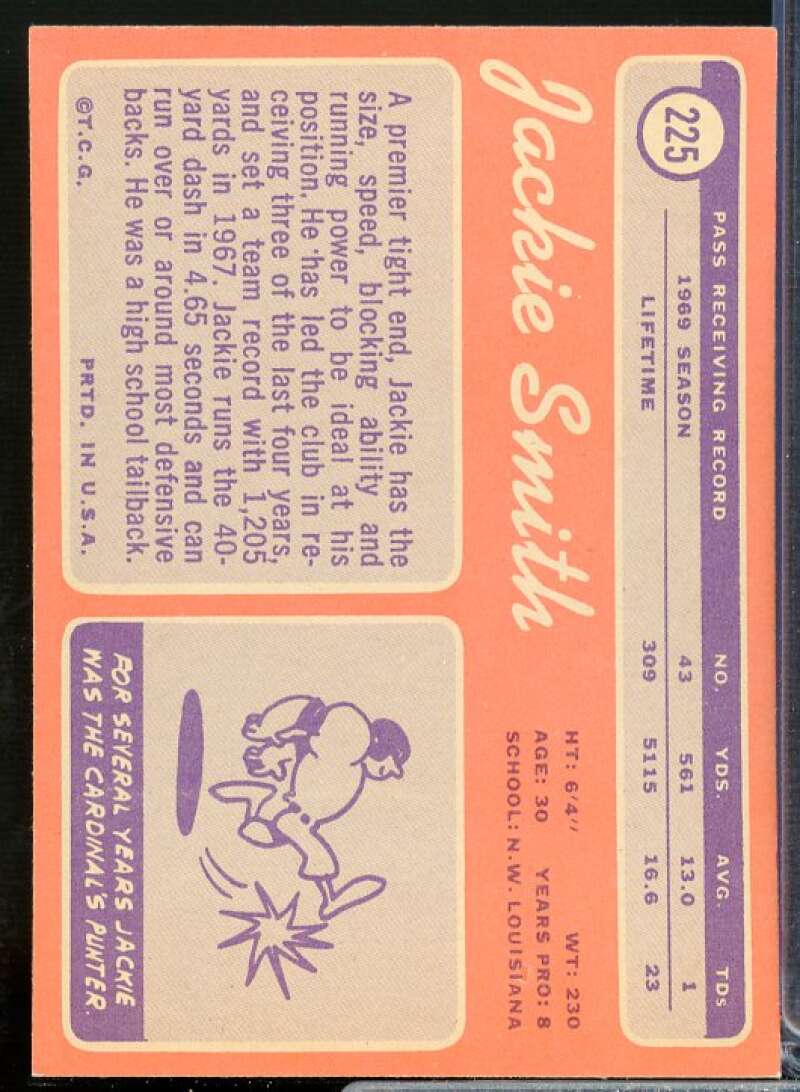 225
PASS RECEIVING RECORD NO. YDS. AVG. TDs
1969 SEASON 43 561 13.0 1
LIFETIME 309 5115 16.6 23
Jackie Smith
HT: 6'4" WT: 230
AGE: 30 YEARS PRO: 8
SCHOOL: N.W. LOUISIANA
A premier tight end, Jackie has the
size, speed, blocking ability and
running power to be ideal at his
position. He has led the club in re-
ceiving three of the last four years,
and set a team record with 1,205
yards in 1967. Jackie runs the 40-
yard dash in 4.65 seconds and can
run over or around most defensive
backs. He was a high school tailback.
©T.C.G. PRTD. IN U.S.A.
FOR SEVERAL YEARS JACKIE
WAS THE CARDINAL'S PUNTER.